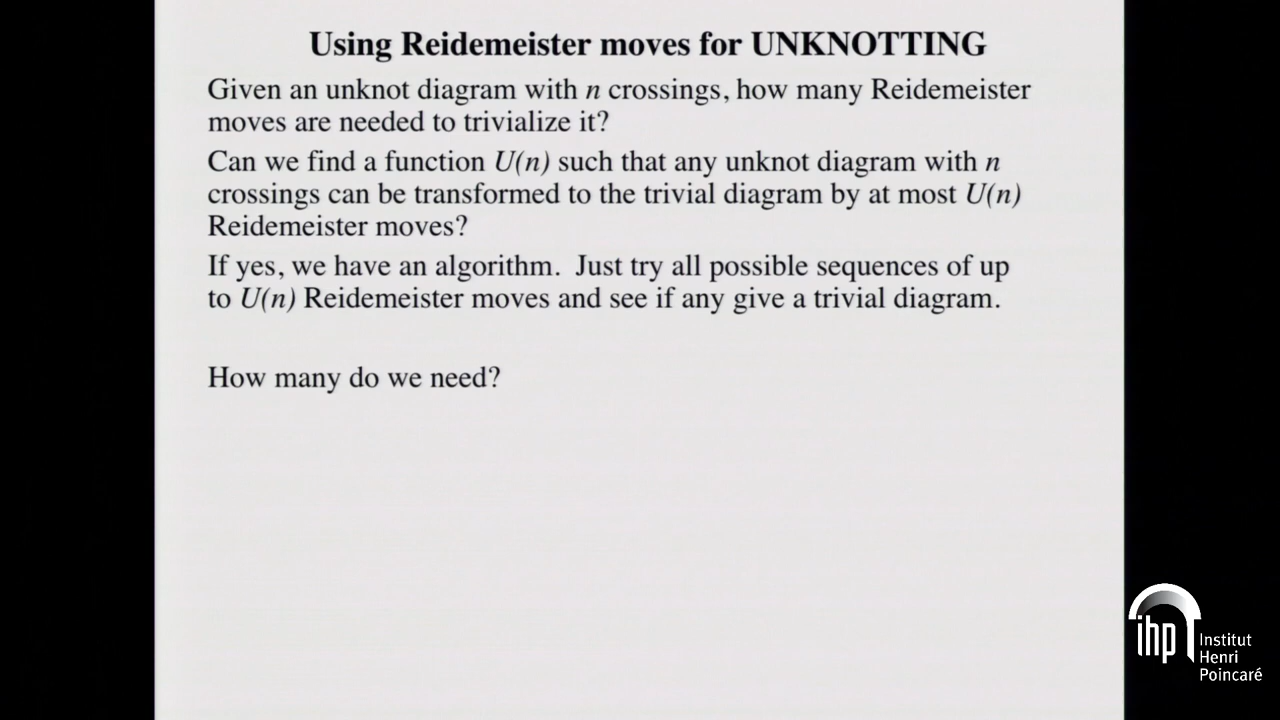 Using Reidemeister moves for UNKNOTTING
Given an unknot diagram with n crossings, how many Reidemeister
moves are needed to trivialize it?
Can we find a function U(n) such that any unknot diagram with n
crossings can be transformed to the trivial diagram by at most U(n)
Reidemeister moves?
If yes, we have an algorithm. Just try all possible sequences of up
to U(n) Reidemeister moves and see if any give a trivial diagram.
How many do we need?
ihp
Institut
Henri
Poincaré